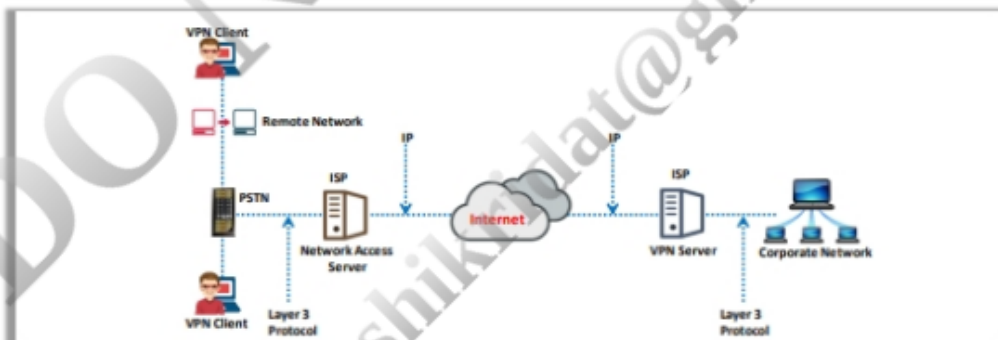 VPN Client
Remote Network
IP
IP
PSTN
ISP
ISP
Internet
Network Access
Server
VPN Server
Corporate Network
VPN Client
Layer 3
Protocol
Layer 3
Protocol